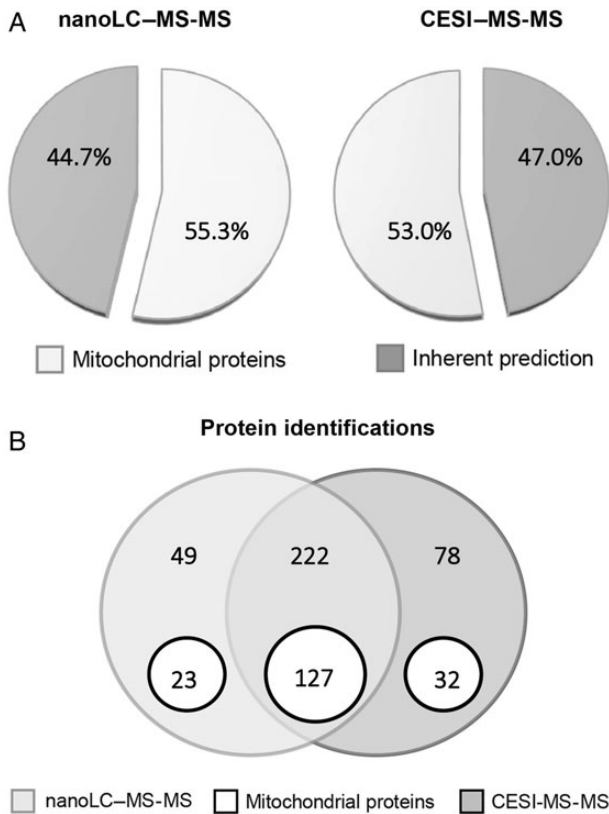 A
nanoLC–MS-MS CESI–MS-MS
44.7% 55.3% 53.0% 47.0%
Mitochondrial proteins Inherent prediction
B
Protein identifications
49 222 78
23 127 32
nanoLC–MS-MS Mitochondrial proteins CESI-MS-MS